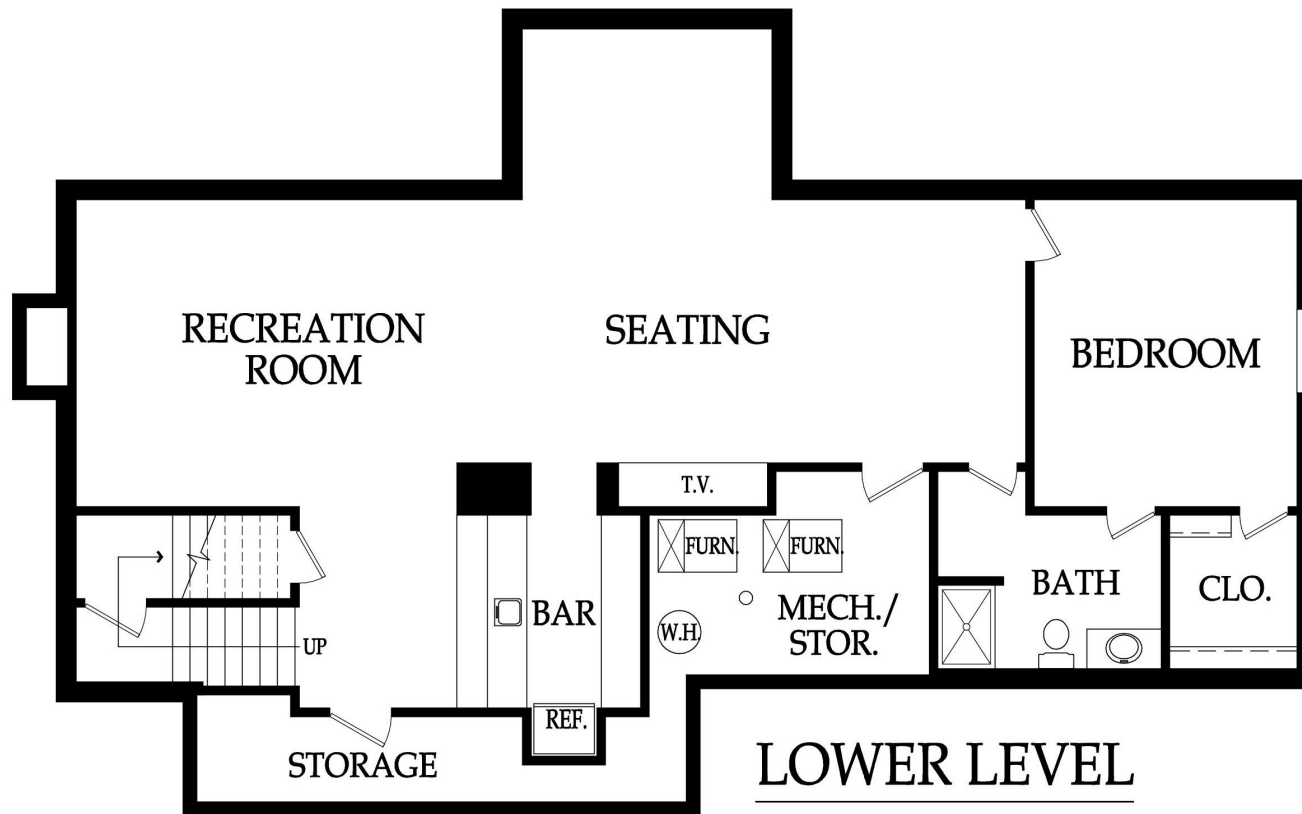 RECREATION
ROOM
SEATING
BEDROOM
T.V.
FURN.
FURN.
BAR
W.H.
MECH./
STOR.
BATH
CLO.
UP
REF.
STORAGE
LOWER LEVEL